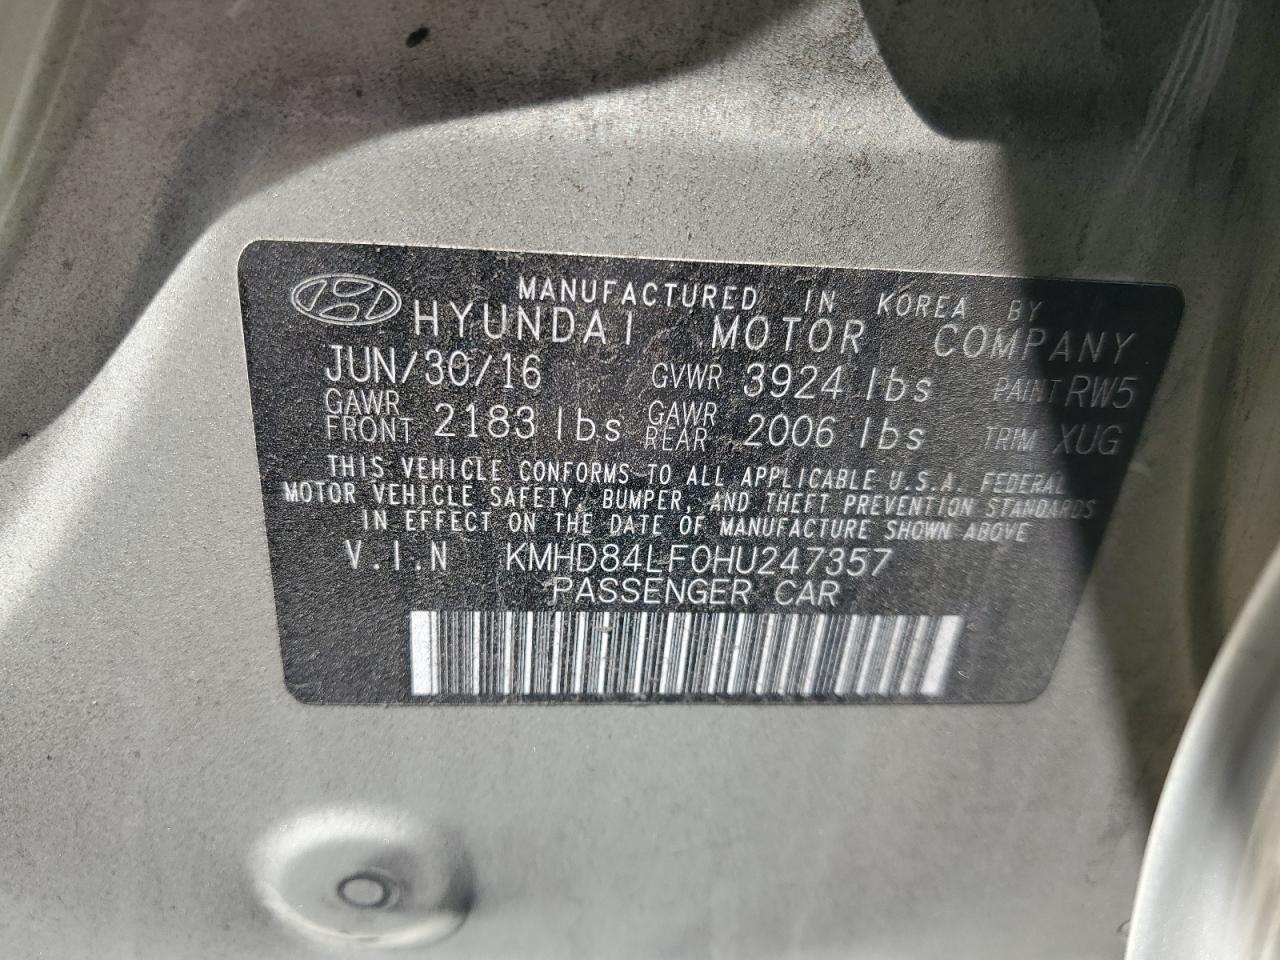 MANUFACTURED IN KOREA BY
HYUNDAI MOTOR COMPANY
JUN/30/16 GVWR 3924 lbs PAINT RW5
GAWR FRONT 2183 lbs GAWR REAR 2006 lbs TRIM XUG
THIS VEHICLE CONFORMS TO ALL APPLICABLE U.S.A. FEDERAL
MOTOR VEHICLE SAFETY, BUMPER, AND THEFT PREVENTION STANDARDS
IN EFFECT ON THE DATE OF MANUFACTURE SHOWN ABOVE
V.I.N KMHD84LF0HU247357
PASSENGER CAR